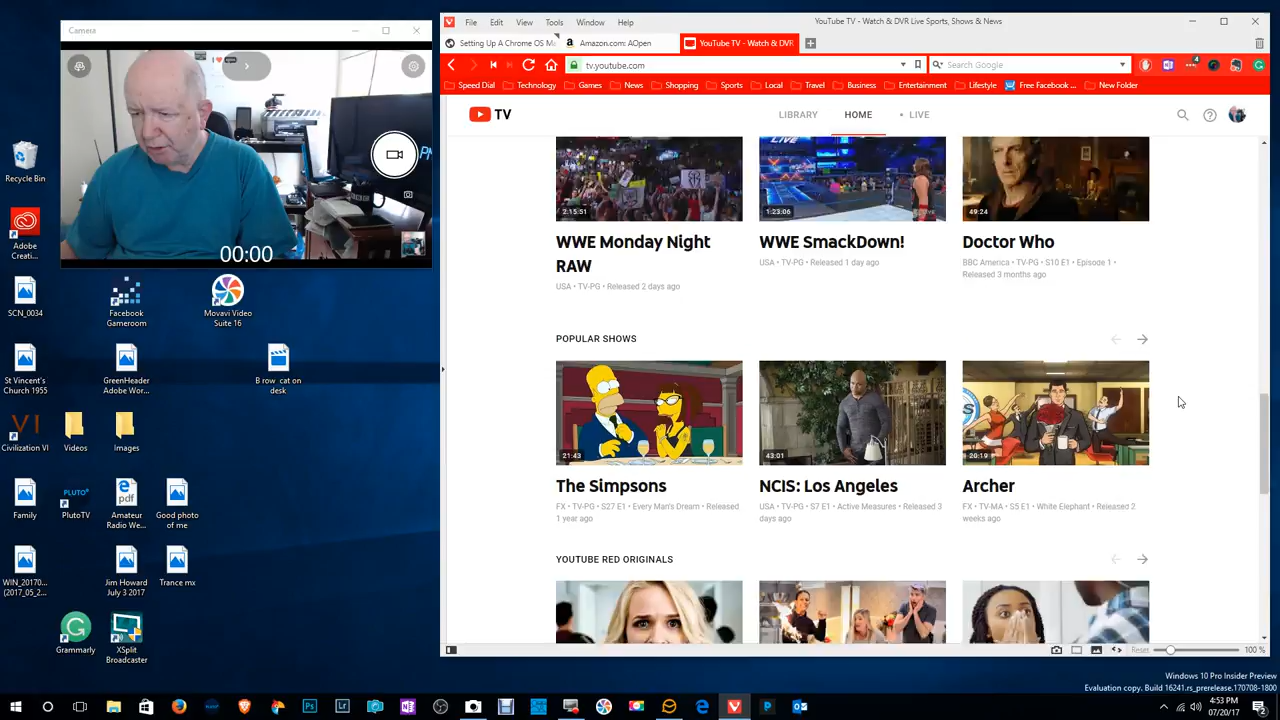 Camera
00:00
Recycle Bin
Adobe
Creati...
SCN_0034
Facebook
Gameroom
Movavi Video
Suite 16
St Vincent's
Church 1955
GreenHeader
Adobe Wor...
B row cat on
desk
VI
Civilization VI
Videos
Images
Family
PLUTO
PlutoTV
pdf
Amateur
Radio We...
Good photo
of me
WIN_20170...
(2017_05_2...
Jim Howard
July 3 2017
Trance mx
Grammarly
XSplit
Broadcaster
File Edit View Tools Window Help
YouTube TV - Watch & DVR Live Sports, Shows & News
Setting Up A Chrome OS Ma
Amazon.com: AOpen
YouTube TV - Watch & DVR
tv.youtube.com
Search Google
Speed Dial Technology Games News Shopping Sports Local Travel Business Entertainment Lifestyle Free Facebook ... New Folder
TV
LIBRARY HOME • LIVE
2:15:51
1:23:06
49:24
WWE Monday Night
RAW
USA • TV-PG • Released 2 days ago
WWE SmackDown!
USA • TV-PG • Released 1 day ago
Doctor Who
BBC America • TV-PG • S10 E1 • Episode 1 •
Released 3 months ago
POPULAR SHOWS
21:43
43:01
20:19
The Simpsons
FX • TV-PG • S27 E1 • Every Man's Dream • Released
1 year ago
NCIS: Los Angeles
USA • TV-PG • S7 E1 • Active Measures • Released 3
days ago
Archer
FX • TV-MA • S5 E1 • White Elephant • Released 2
weeks ago
YOUTUBE RED ORIGINALS
Reset 100 %
Windows 10 Pro Insider Preview
Evaluation copy. Build 16241.rs_prerelease.170708-1800
4:53 PM
07/20/17